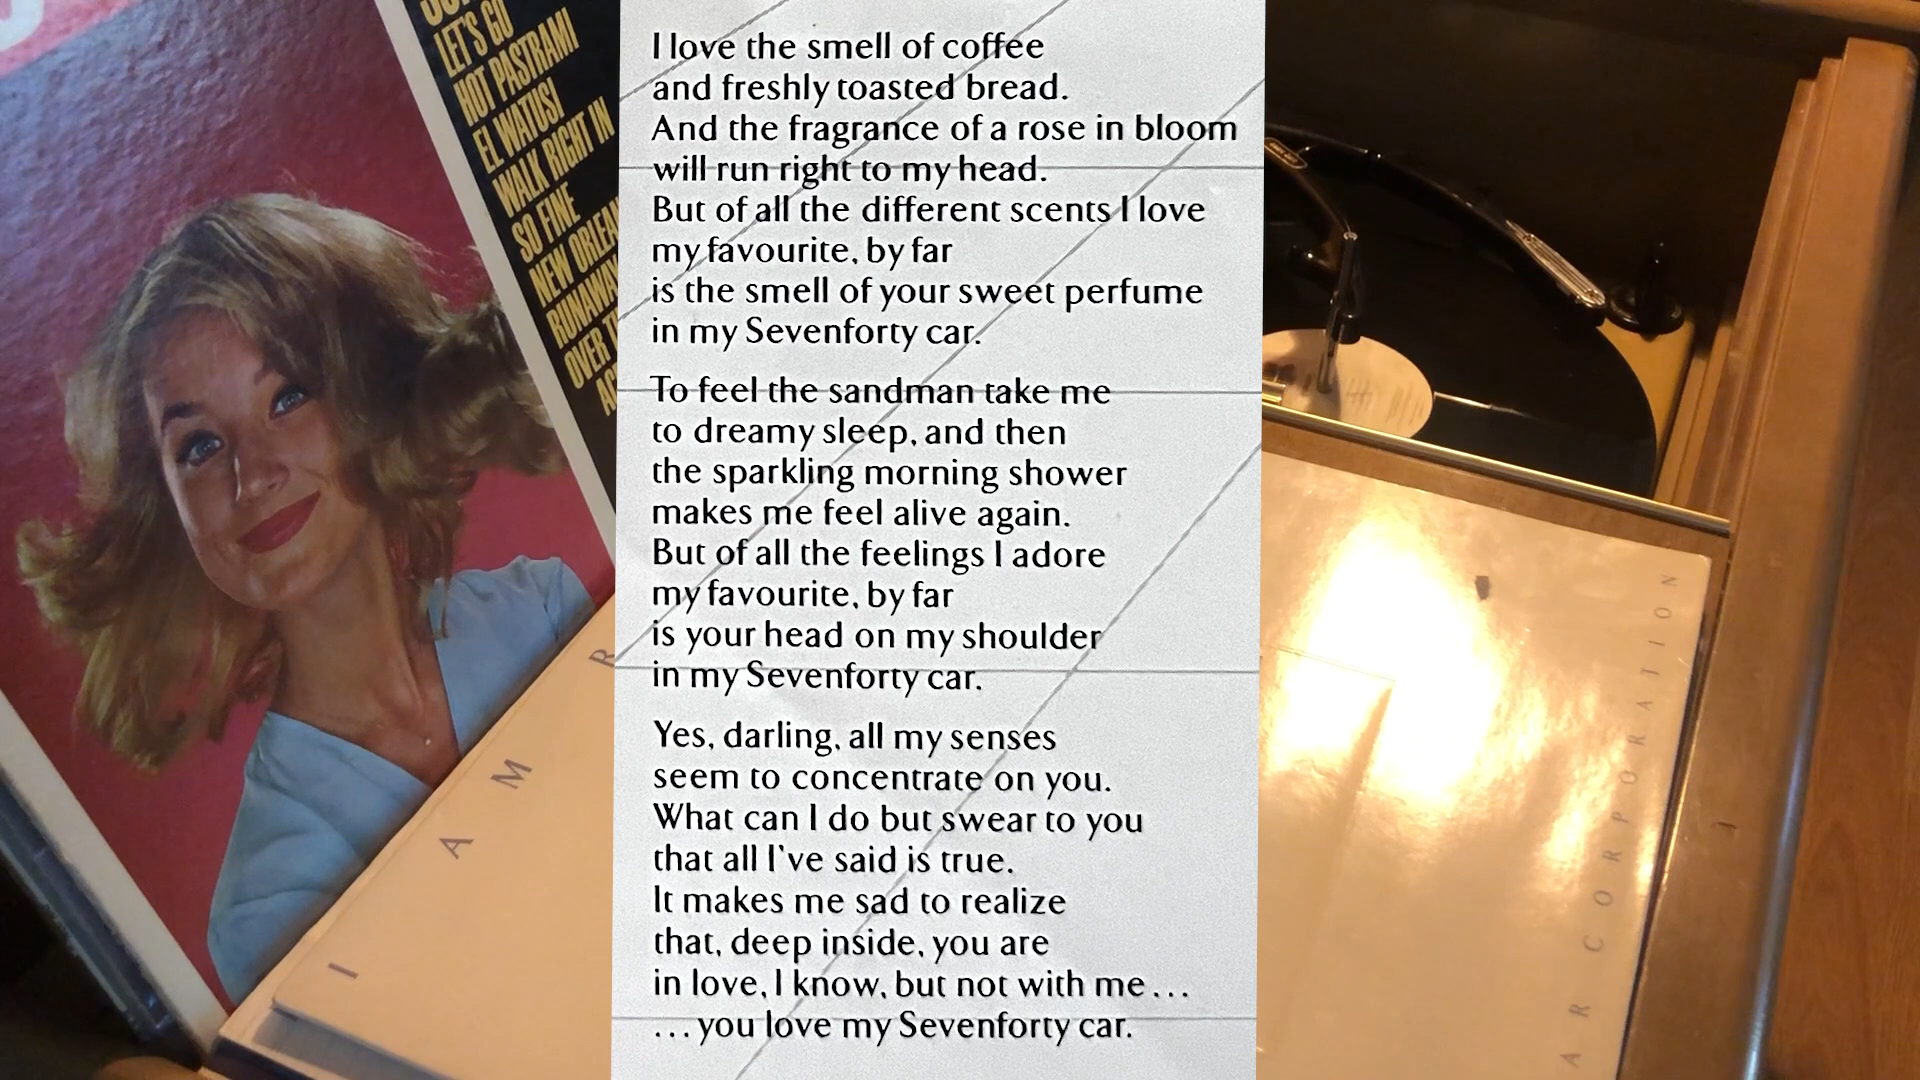 LET'S GO
HOT PASTRAMI
EL WATUSI
WALK RIGHT IN
SO FINE
NEW ORLEAN
RUNAWAY
OVER T
I A M R
I love the smell of coffee
and freshly toasted bread.
And the fragrance of a rose in bloom
will run right to my head.
But of all the different scents I love
my favourite, by far
is the smell of your sweet perfume
in my Sevenforty car.
To feel the sandman take me
to dreamy sleep, and then
the sparkling morning shower
makes me feel alive again.
But of all the feelings I adore
my favourite, by far
is your head on my shoulder
in my Sevenforty car.
Yes, darling, all my senses
seem to concentrate on you.
What can I do but swear to you
that all I've said is true.
It makes me sad to realize
that, deep inside, you are
in love, I know, but not with me ...
... you love my Sevenforty car.
A R C O R P O R A T I O N